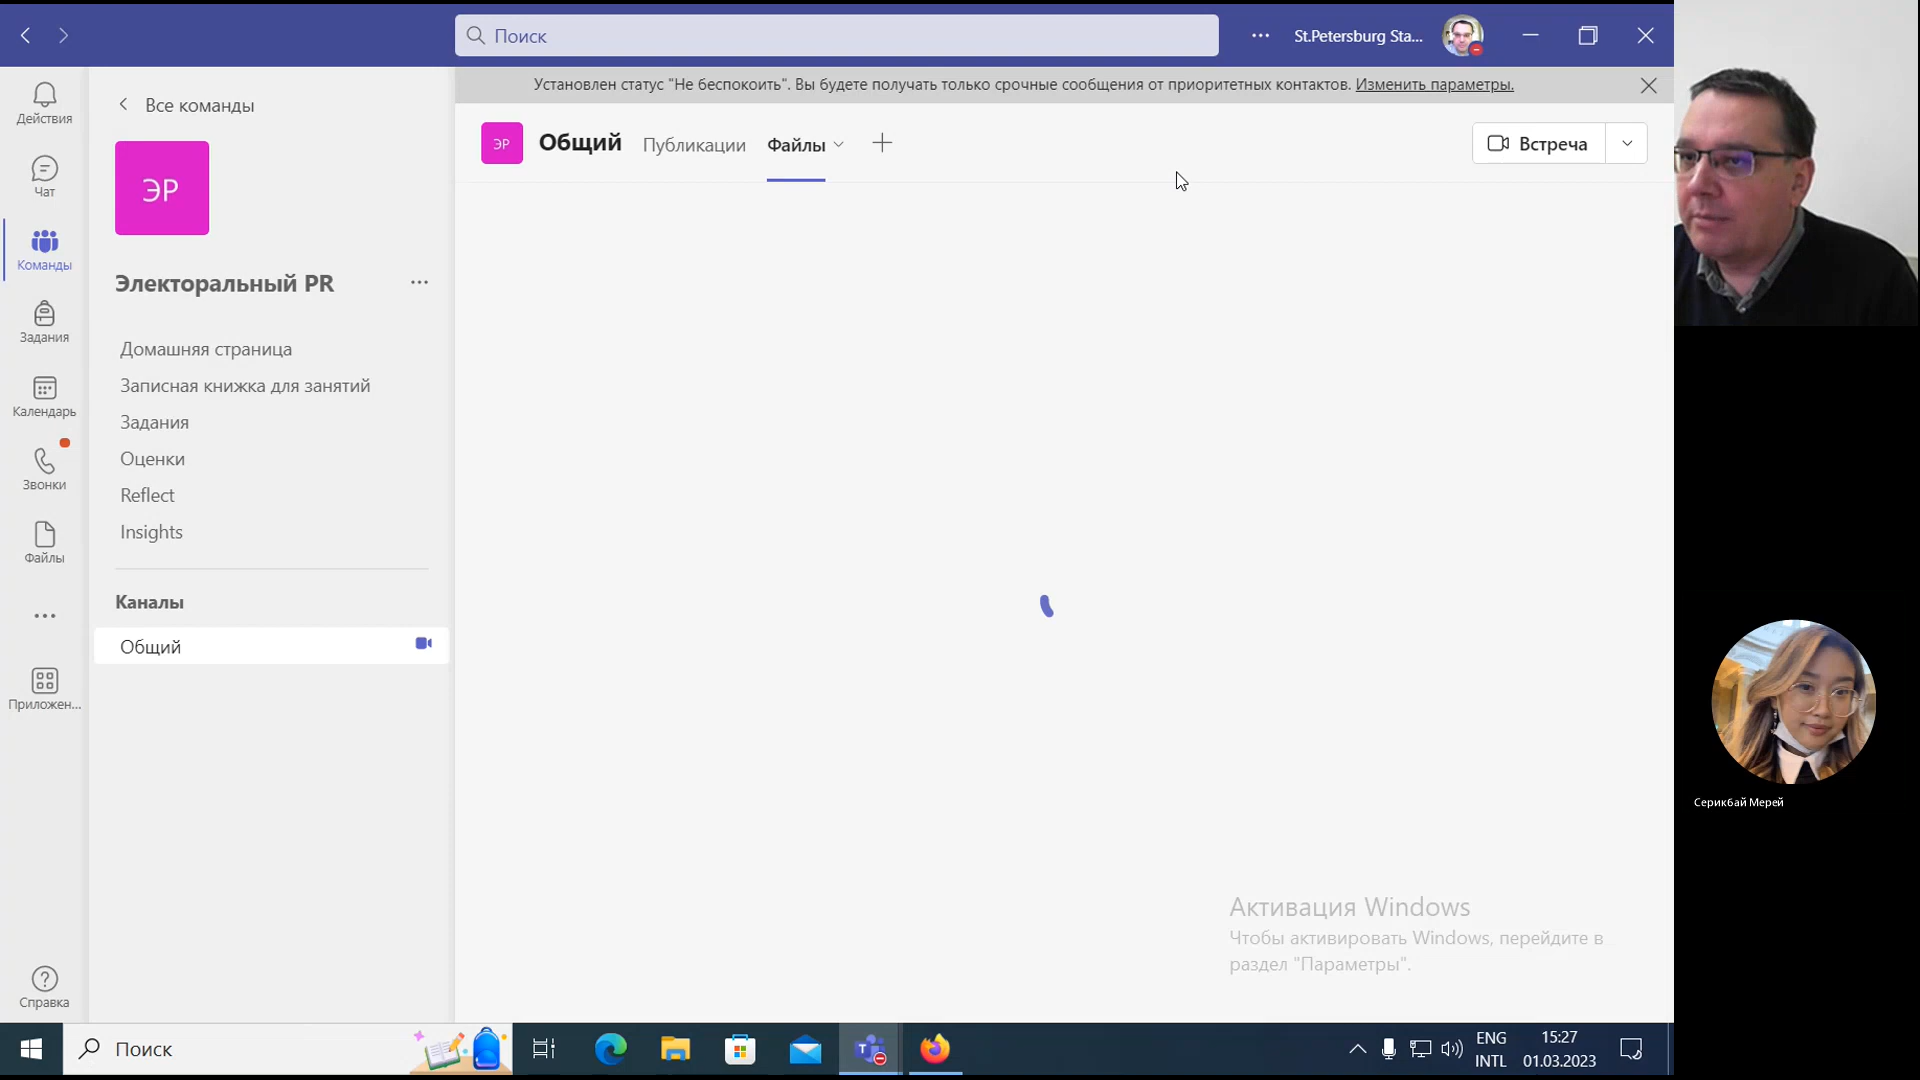 Поиск
St.Petersburg Sta...
Установлен статус "Не беспокоить". Вы будете получать только срочные сообщения от приоритетных контактов. Изменить параметры.
Действия
Чат
Команды
Задания
Календарь
Звонки
Файлы
Приложен...
Справка
Все команды
ЭР
Электоральный PR
Домашняя страница
Записная книжка для занятий
Задания
Оценки
Reflect
Insights
Каналы
Общий
ЭР
Общий
Публикации
Файлы
Встреча
Активация Windows
Чтобы активировать Windows, перейдите в
раздел "Параметры".
Серикбай Мерей
Поиск
ENG
INTL
15:27
01.03.2023